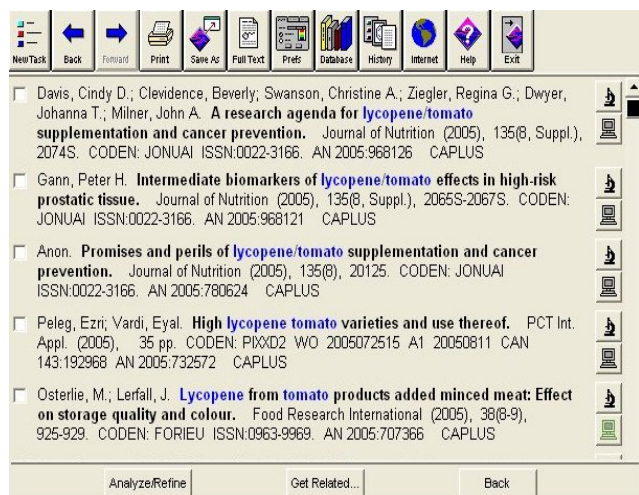 New Task Back Forward Print Save As Full Text Prefs Database History Internet Help Exit
Davis, Cindy D.; Clevidence, Beverly; Swanson, Christine A.; Ziegler, Regina G.; Dwyer,
Johanna T.; Milner, John A. A research agenda for lycopene/tomato
supplementation and cancer prevention. Journal of Nutrition (2005), 135(8, Suppl.),
2074S. CODEN: JONUAI ISSN:0022-3166. AN 2005:968126 CAPLUS
Gann, Peter H. Intermediate biomarkers of lycopene/tomato effects in high-risk
prostatic tissue. Journal of Nutrition (2005), 135(8, Suppl.), 2065S-2067S. CODEN:
JONUAI ISSN:0022-3166. AN 2005:968121 CAPLUS
Anon. Promises and perils of lycopene/tomato supplementation and cancer
prevention. Journal of Nutrition (2005), 135(8), 20125. CODEN: JONUAI
ISSN:0022-3166. AN 2005:780624 CAPLUS
Peleg, Ezri; Vardi, Eyal. High lycopene tomato varieties and use thereof. PCT Int.
Appl. (2005), 35 pp. CODEN: PIXXD2 WO 2005072515 A1 20050811 CAN
143:192968 AN 2005:732572 CAPLUS
Osterlie, M.; Lerfall, J. Lycopene from tomato products added minced meat: Effect
on storage quality and colour. Food Research International (2005), 38(8-9),
925-929. CODEN: FORIEU ISSN:0963-9969. AN 2005:707366 CAPLUS
Analyze/Refine Get Related... Back